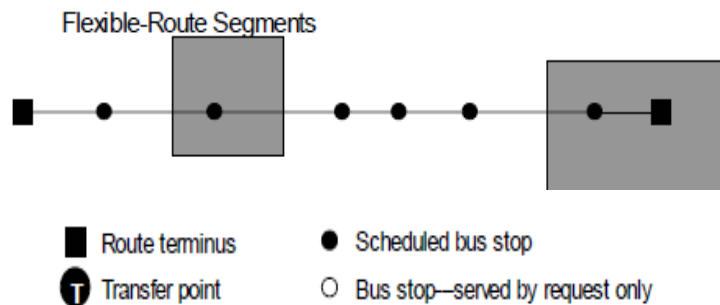 Flexible-Route Segments
Route terminus
Scheduled bus stop
T
Transfer point
Bus stop—served by request only